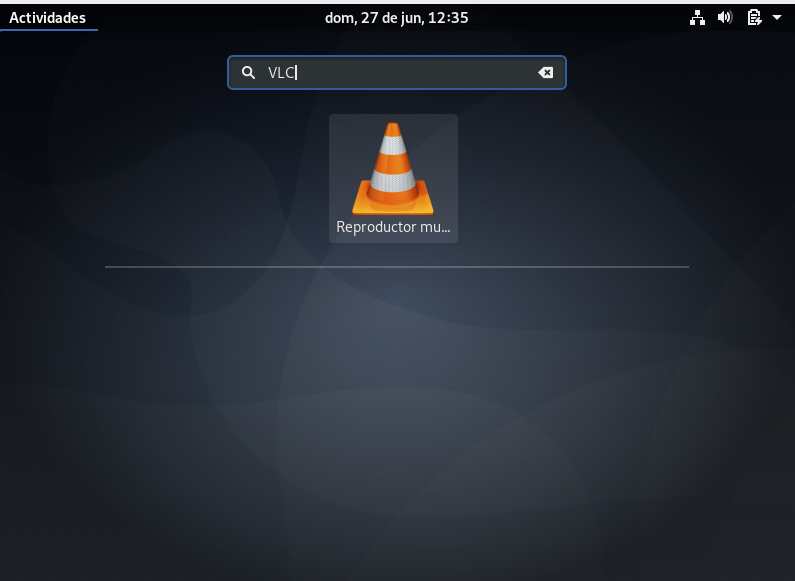 Actividades
dom, 27 de jun, 12:35
VLC
Reproductor mu...